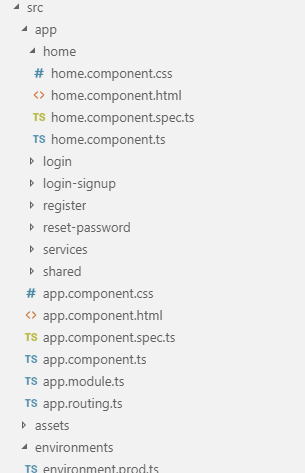 src
app
home
# home.component.css
<> home.component.html
TS home.component.spec.ts
TS home.component.ts
login
login-signup
register
reset-password
services
shared
# app.component.css
<> app.component.html
TS app.component.spec.ts
TS app.component.ts
TS app.module.ts
TS app.routing.ts
assets
environments
TS environment.prod.ts